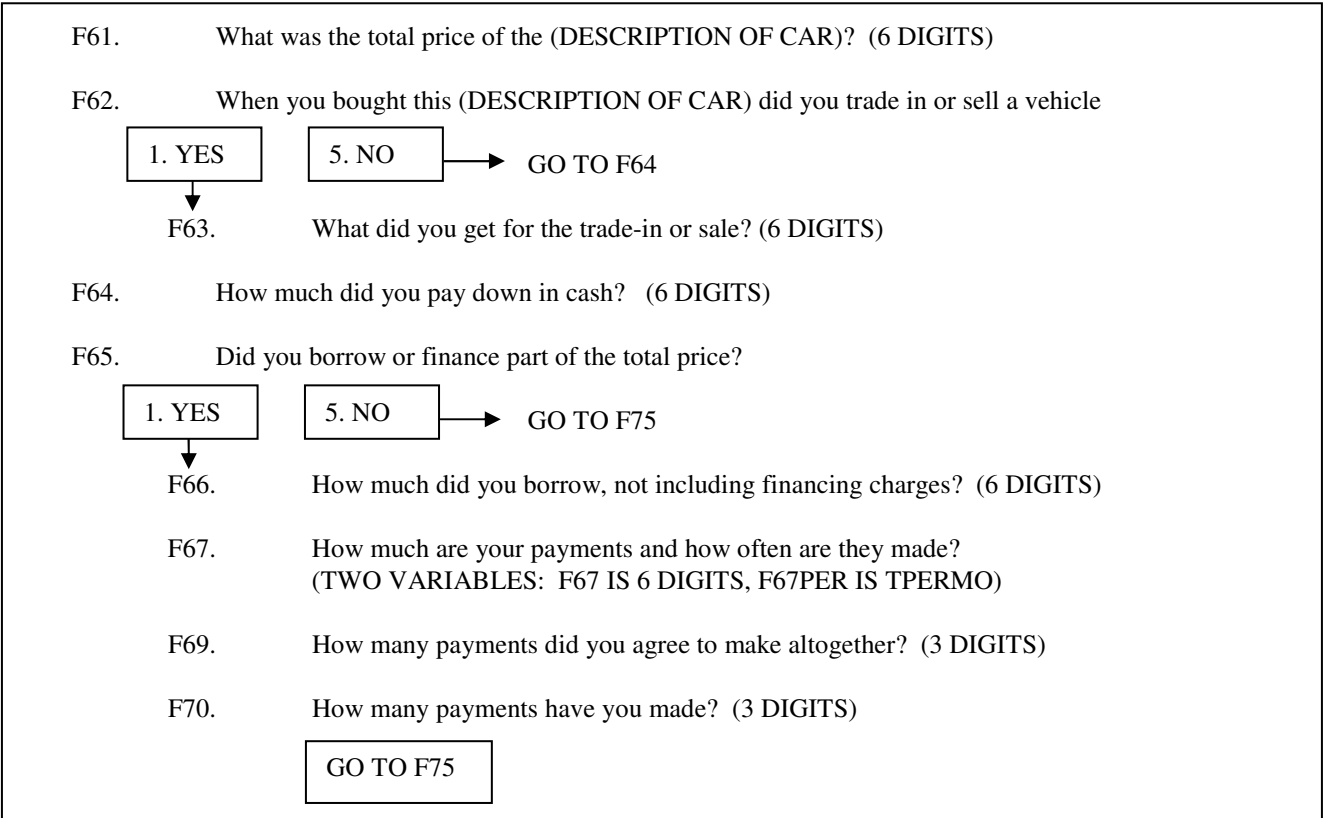 F61. What was the total price of the (DESCRIPTION OF CAR)? (6 DIGITS)
F62. When you bought this (DESCRIPTION OF CAR) did you trade in or sell a vehicle
1. YES 5. NO GO TO F64
F63. What did you get for the trade-in or sale? (6 DIGITS)
F64. How much did you pay down in cash? (6 DIGITS)
F65. Did you borrow or finance part of the total price?
1. YES 5. NO GO TO F75
F66. How much did you borrow, not including financing charges? (6 DIGITS)
F67. How much are your payments and how often are they made?
(TWO VARIABLES: F67 IS 6 DIGITS, F67PER IS TPERMO)
F69. How many payments did you agree to make altogether? (3 DIGITS)
F70. How many payments have you made? (3 DIGITS)
GO TO F75